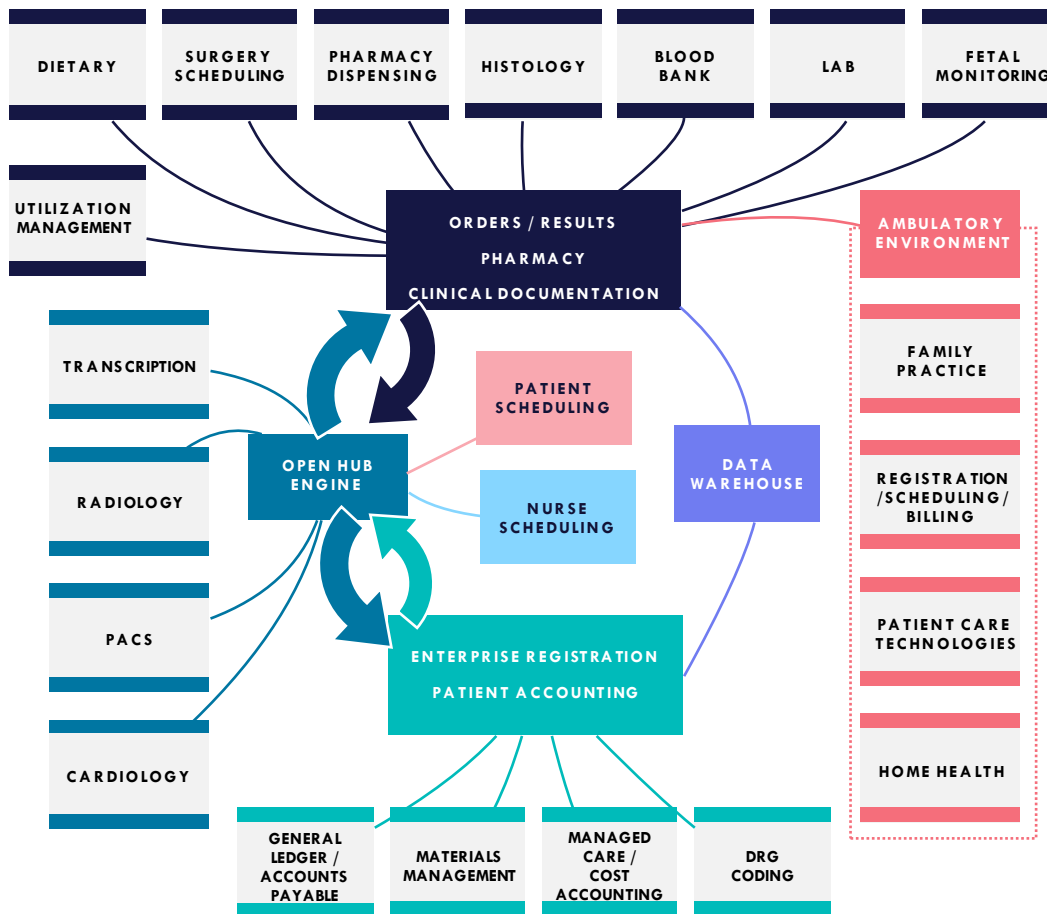 DIETARY
SURGERY
SCHEDULING
PHARMACY
DISPENSING
HISTOLOGY
BLOOD
BANK
LAB
FETAL
MONITORING
UTILIZATION
MANAGEMENT
ORDERS / RESULTS
PHARMACY
CLINICAL DOCUMENTATION
AMBULATORY
ENVIRONMENT
TRANSCRIPTION
FAMILY
PRACTICE
PATIENT
SCHEDULING
OPEN HUB
ENGINE
DATA
WAREHOUSE
RADIOLOGY
REGISTRATION
/SCHEDULING/
BILLING
NURSE
SCHEDULING
PACS
PATIENT CARE
TECHNOLOGIES
ENTERPRISE REGISTRATION
PATIENT ACCOUNTING
CARDIOLOGY
HOME HEALTH
GENERAL
LEDGER /
ACCOUNTS
PAYABLE
MATERIALS
MANAGEMENT
MANAGED
CARE /
COST
ACCOUNTING
DRG
CODING